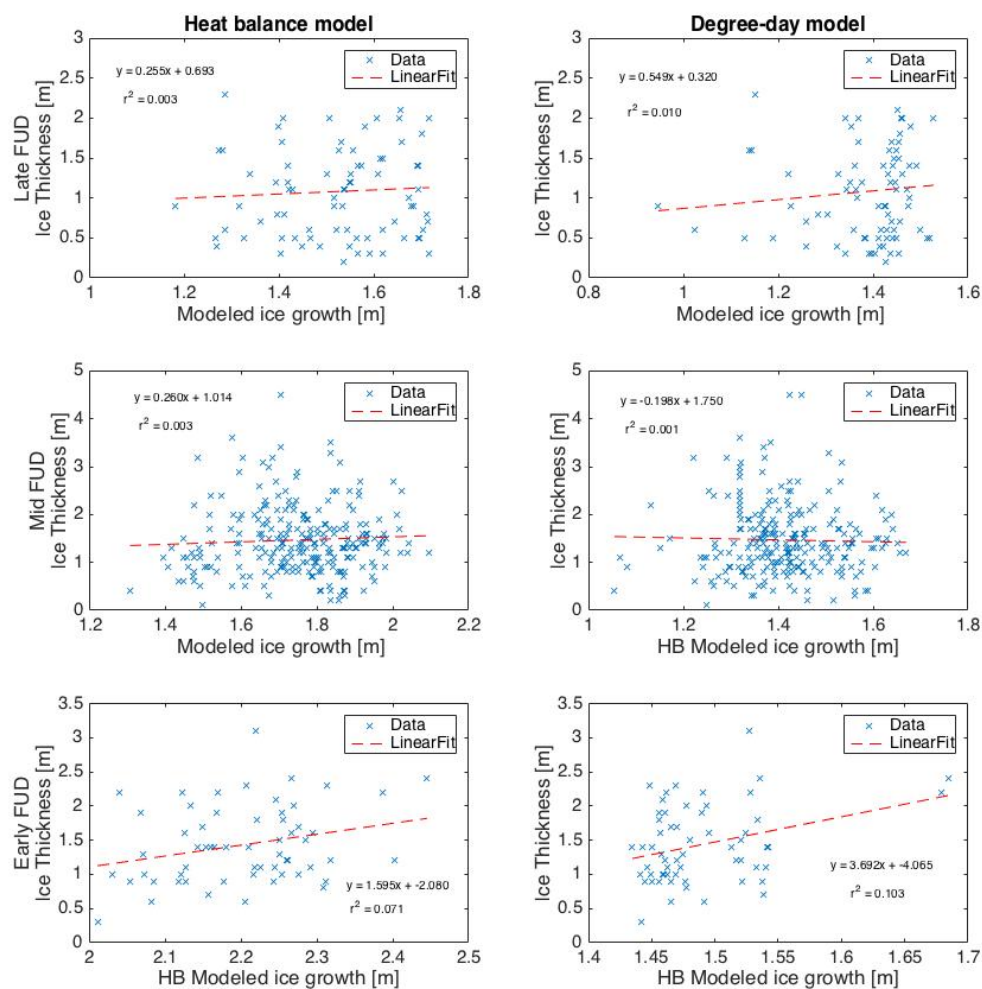 Heat balance model
Degree-day model
Late FUD
Ice Thickness [m]
3
2.5
2
1.5
1
0.5
0
y = 0.255x + 0.693
r² = 0.003
Data
LinearFit
1 1.2 1.4 1.6 1.8
Modeled ice growth [m]
Ice Thickness [m]
3
2.5
2
1.5
1
0.5
0
y = 0.549x + 0.320
r² = 0.010
Data
LinearFit
0.8 1 1.2 1.4 1.6
Modeled ice growth [m]
Mid FUD
Ice Thickness [m]
5
4
3
2
1
0
y = 0.260x + 1.014
r² = 0.003
Data
LinearFit
1.2 1.4 1.6 1.8 2 2.2
Modeled ice growth [m]
Ice Thickness [m]
5
4
3
2
1
0
y = -0.198x + 1.750
r² = 0.001
Data
LinearFit
1 1.2 1.4 1.6 1.8
HB Modeled ice growth [m]
Early FUD
Ice Thickness [m]
3.5
3
2.5
2
1.5
1
0.5
0
Data
LinearFit
y = 1.595x + -2.080
r² = 0.071
2 2.1 2.2 2.3 2.4 2.5
HB Modeled ice growth [m]
Ice Thickness [m]
3.5
3
2.5
2
1.5
1
0.5
0
Data
LinearFit
y = 3.692x + -4.065
r² = 0.103
1.4 1.45 1.5 1.55 1.6 1.65 1.7
HB Modeled ice growth [m]